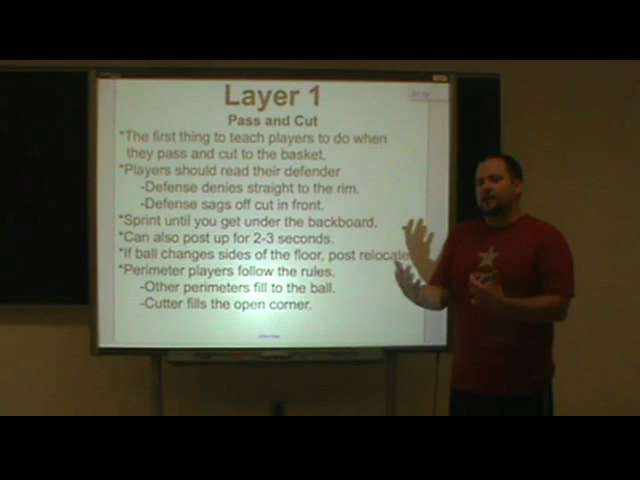 Layer 1
Pass and Cut
*The first thing to teach players to do when
they pass and cut to the basket.
*Players should read their defender
-Defense denies straight to the rim.
-Defense sags off cut in front.
*Sprint until you get under the backboard.
*Can also post up for 2-3 seconds.
*If ball changes sides of the floor, post relocate
*Perimeter players follow the rules.
-Other perimeters fill to the ball.
-Cutter fills the open corner.